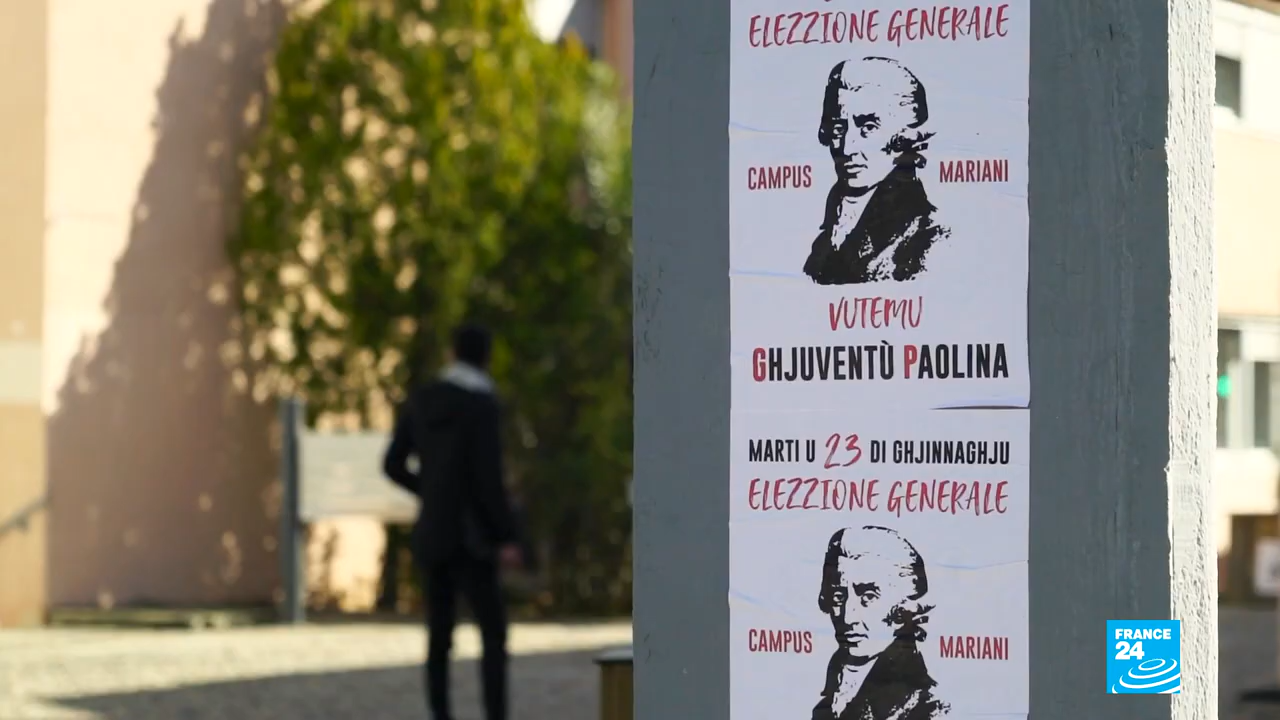 ELEZZIONE GENERALE
CAMPUS MARIANI
VUTEMU
GHJUVENTÙ PAOLINA
MARTI U 23 DI GHJINNAGHJU
ELEZZIONE GENERALE
CAMPUS MARIANI
FRANCE
24